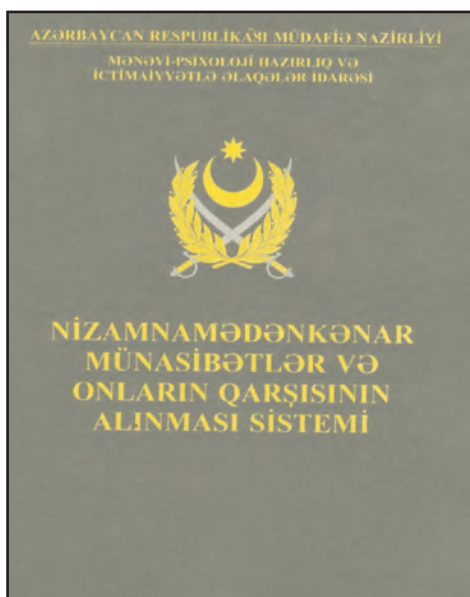 AZƏRBAYCAN RESPUBLİKASI MÜDAFİƏ NAZİRLİYİ
MƏNƏVİ-PSİXOLOJİ HAZIRLIQ VƏ
İCTİMAİYYƏTLƏ ƏLAQƏLƏR İDARƏSİ
NİZAMNAMƏDƏNKƏNAR
MÜNASİBƏTLƏR VƏ
ONLARIN QARŞISININ
ALINMASI SİSTEMİ